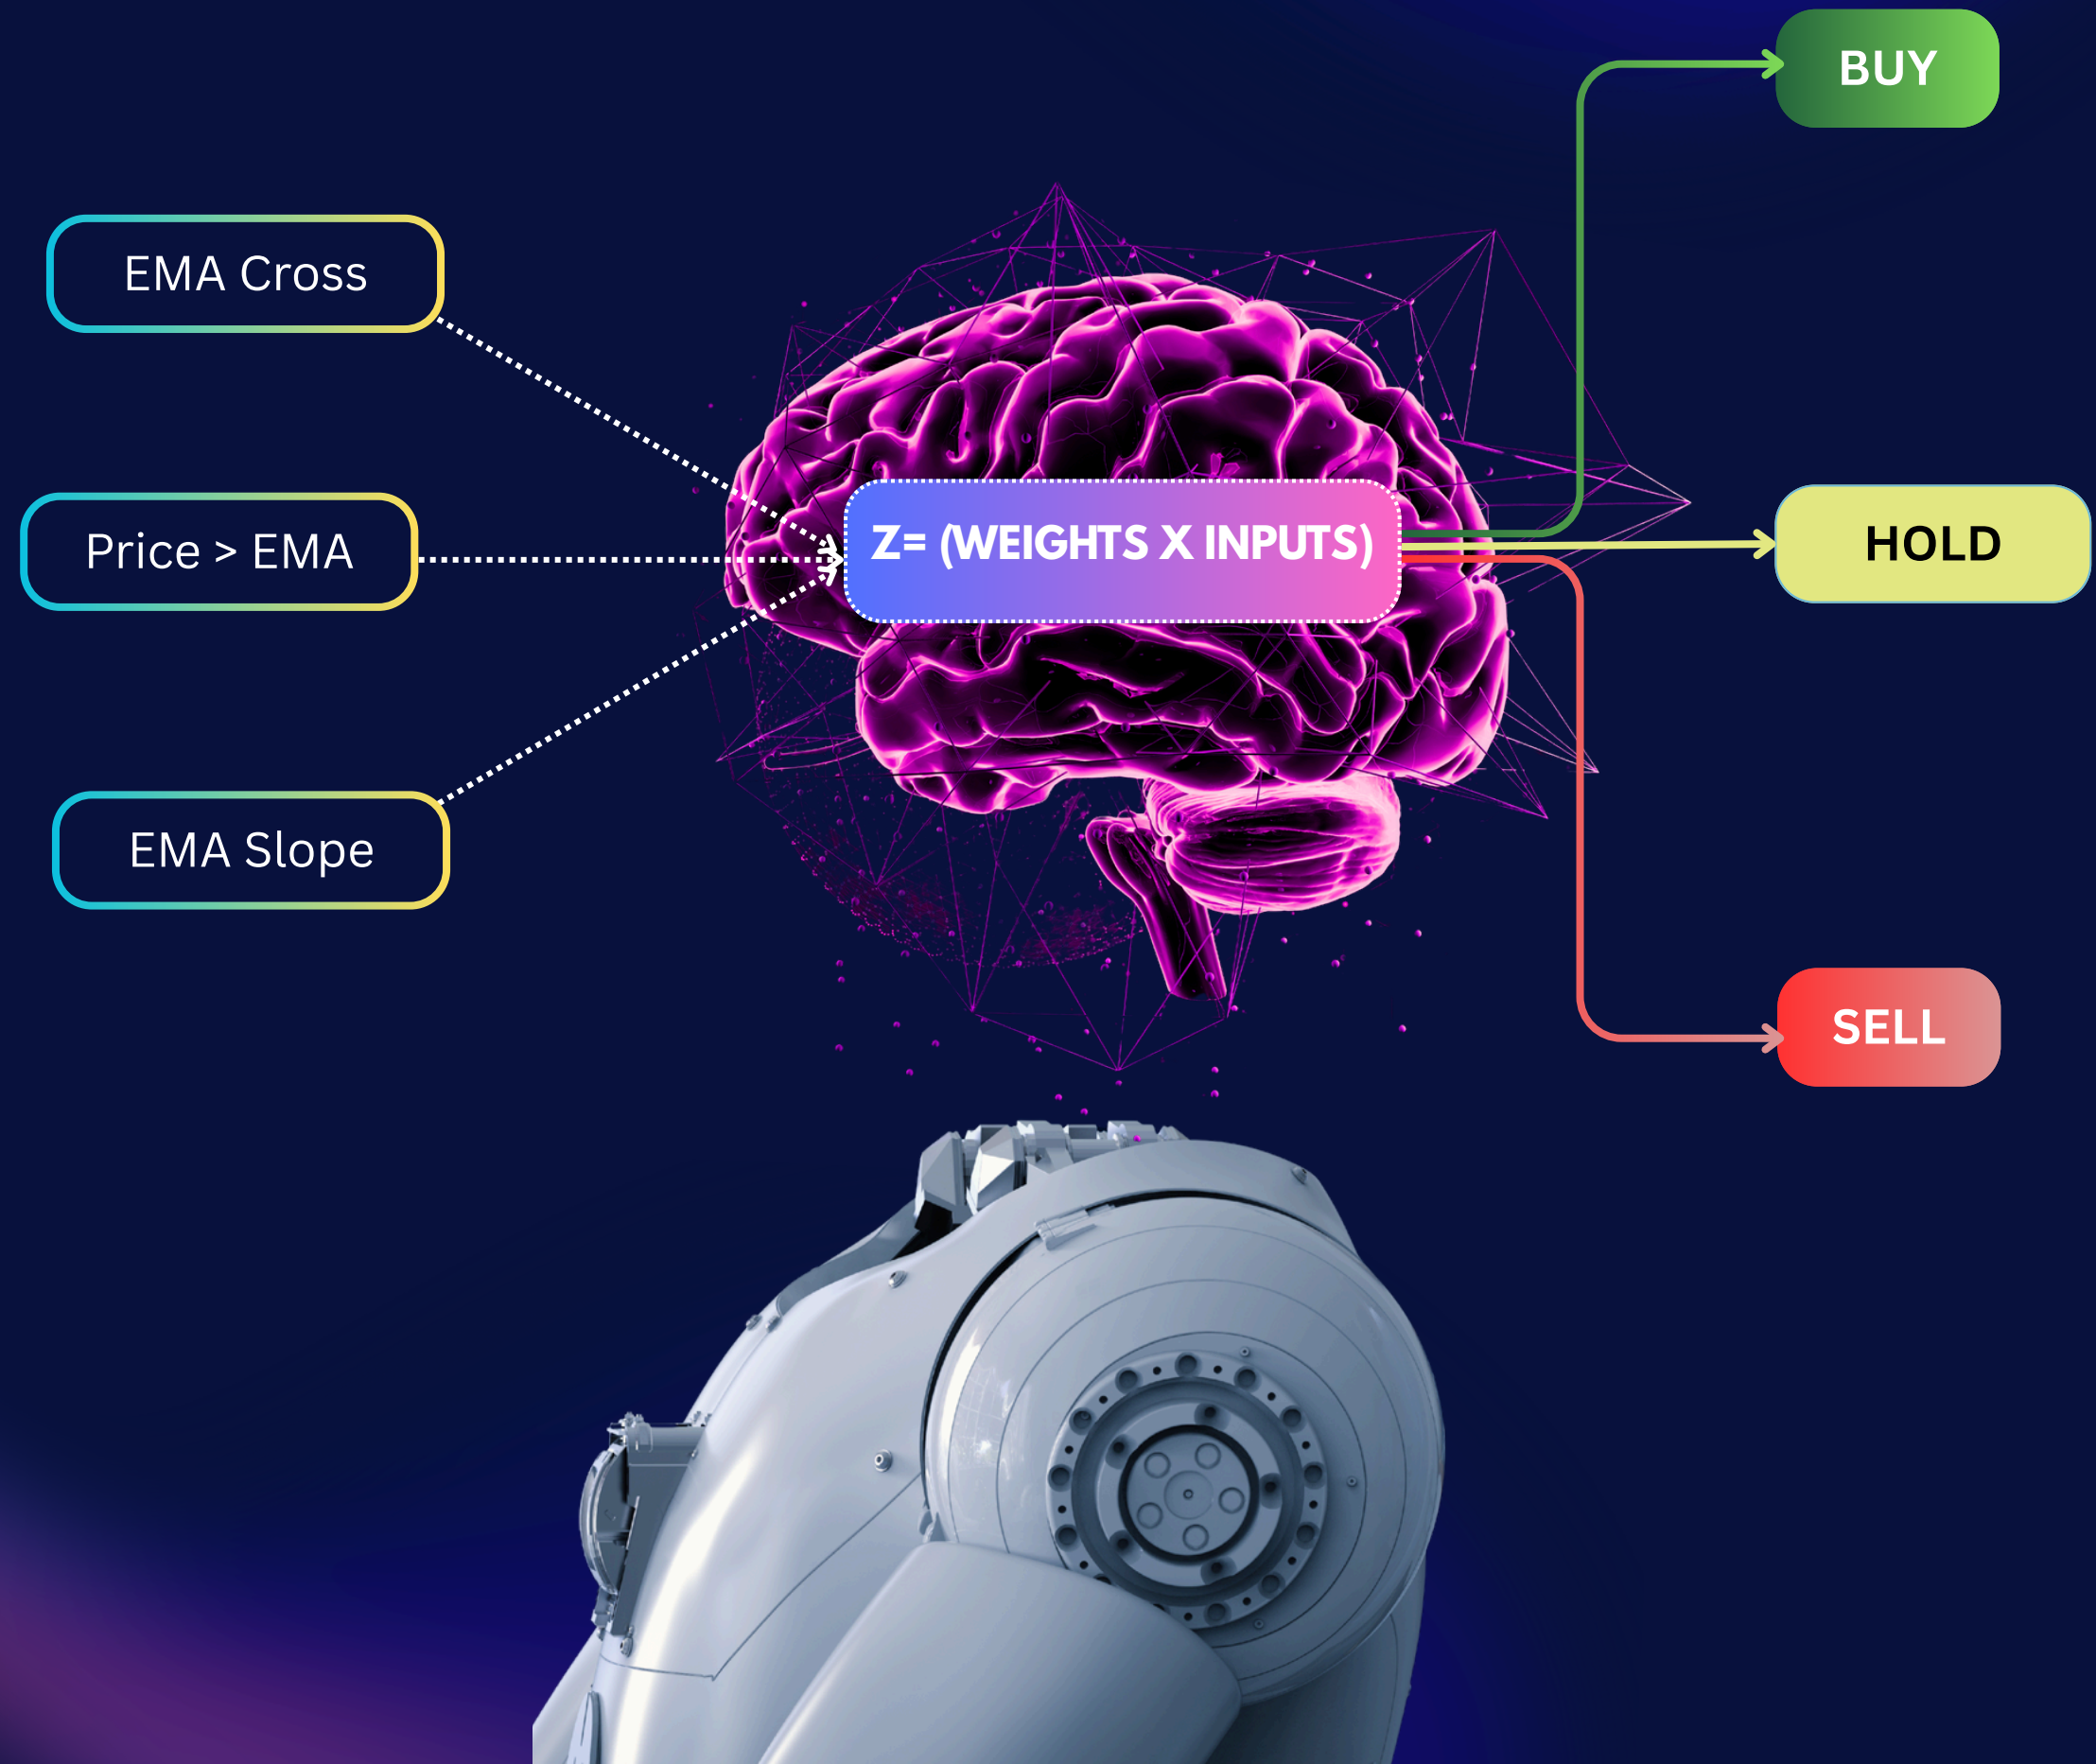 BUY
EMA Cross
Z= (WEIGHTS X INPUTS)
HOLD
Price > EMA
EMA Slope
SELL